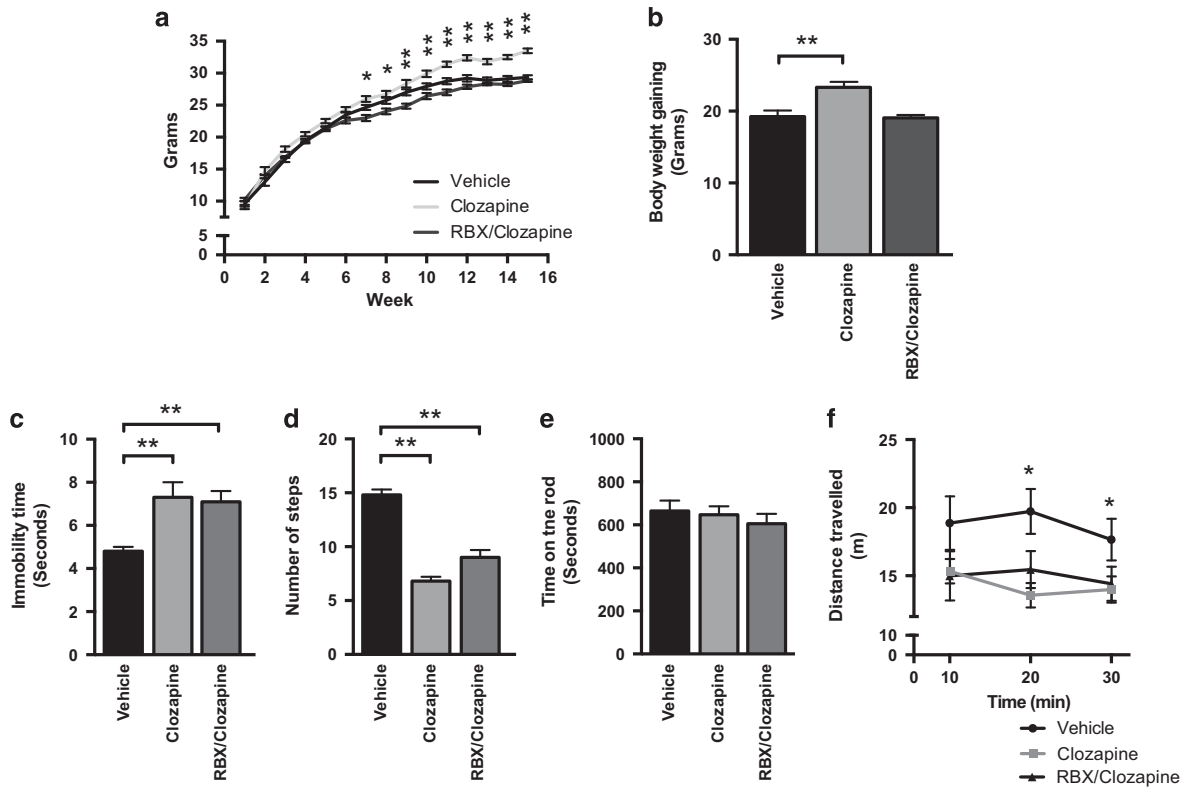 a
Grams
35
30
25
20
15
10
5
0
* * ** ** ** ** ** ** **
Vehicle
Clozapine
RBX/Clozapine
0 2 4 6 8 10 12 14 16
Week
b
Body weight gaining
(Grams)
30
20
10
0
**
Vehicle
Clozapine
RBX/Clozapine
c
Immobility time
(Seconds)
10
8
6
4
2
0
**
**
Vehicle
Clozapine
RBX/Clozapine
d
Number of steps
20
15
10
5
0
**
**
Vehicle
Clozapine
RBX/Clozapine
e
Time on tne rod
(Seconds)
1000
800
600
400
200
0
Vehicle
Clozapine
RBX/Clozapine
f
Distance travelled
(m)
25
20
15
10
0
*
*
0 10 20 30
Time (min)
Vehicle
Clozapine
RBX/Clozapine